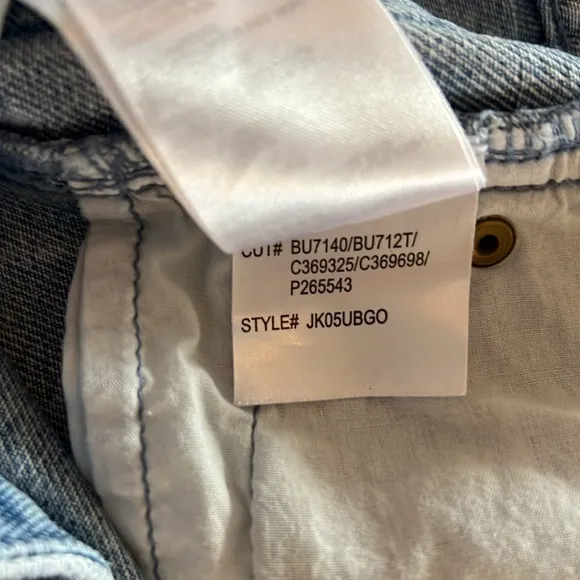 CUT# BU7140/BU712T/
C369325/C369698/
P265543
STYLE# JK05UBGO